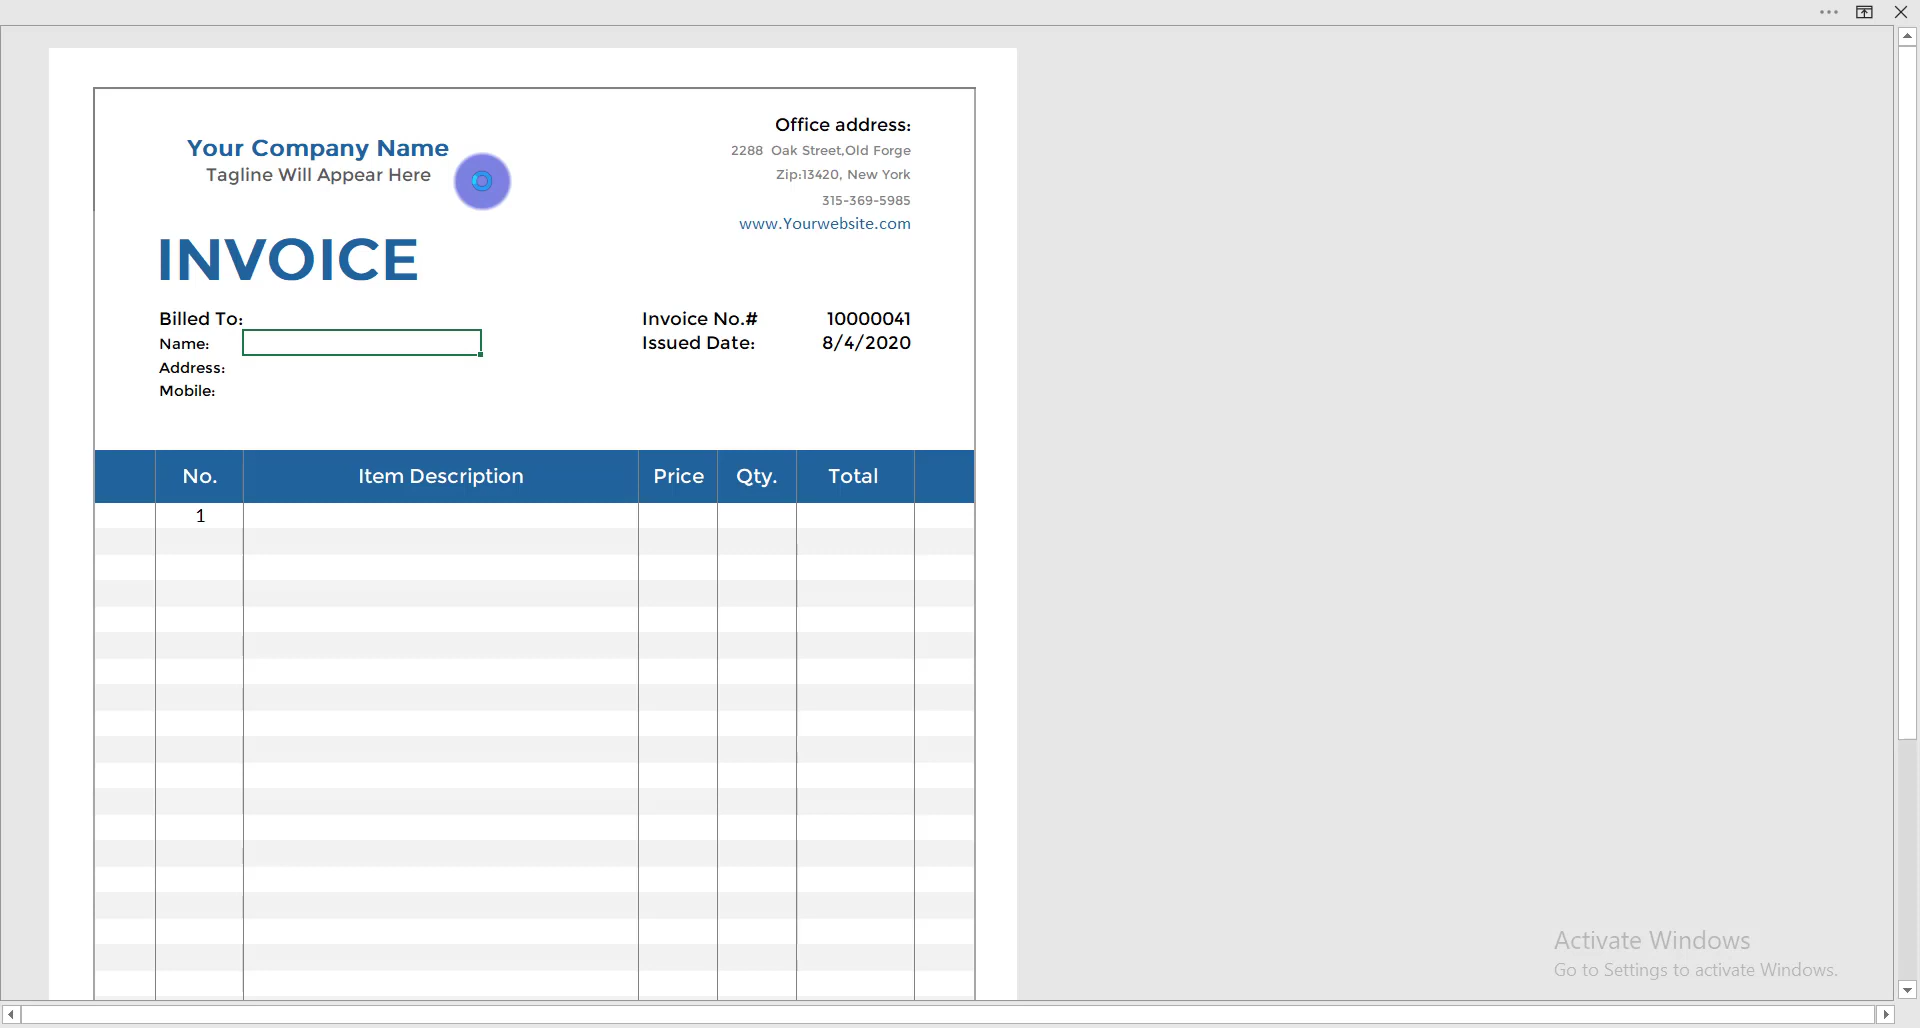 Your Company Name
Tagline Will Appear Here
Office address:
2288 Oak Street,Old Forge
Zip:13420, New York
315-369-5985
www.Yourwebsite.com
INVOICE
Billed To:
Name:
Address:
Mobile:
Invoice No.# 10000041
Issued Date: 8/4/2020
No. Item Description Price Qty. Total
1
Activate Windows
Go to Settings to activate Windows.